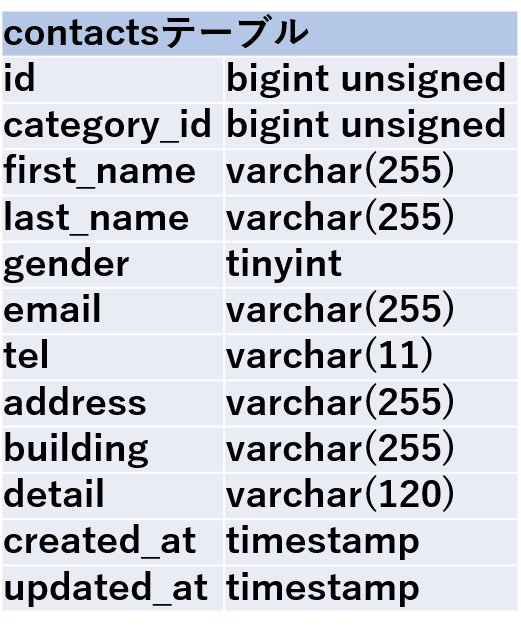 contactsテーブル
id bigint unsigned
category_id bigint unsigned
first_name varchar(255)
last_name varchar(255)
gender tinyint
email varchar(255)
tel varchar(11)
address varchar(255)
building varchar(255)
detail varchar(120)
created_at timestamp
updated_at timestamp